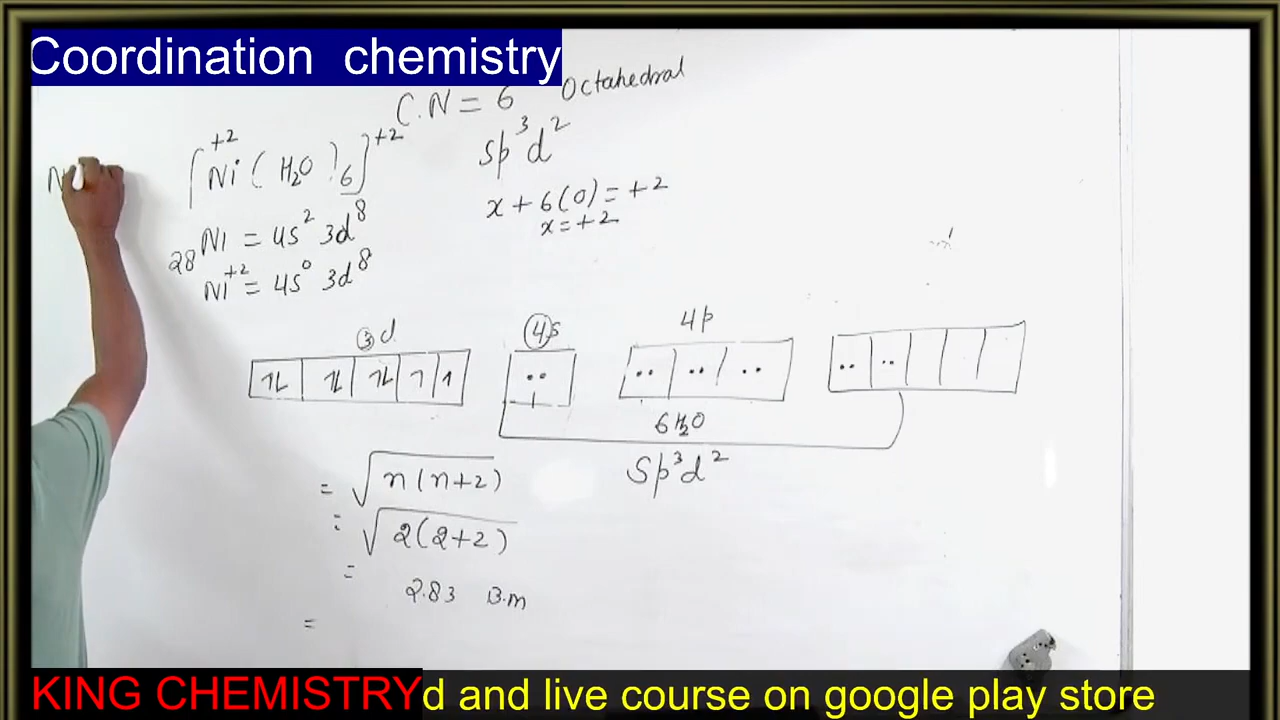 Coordination chemistry
C.N = 6 Octahedral
[Ni⁺²(H₂O)₆]⁺²
sp³d²
x + 6(0) = +2
x = +2
₂₈Ni = 4s² 3d⁸
Ni⁺² = 4s⁰ 3d⁸
3d 4s 4p
6H₂O
sp³d²
= √n(n+2)
= √2(2+2)
=
2.83 B.m
=
KING CHEMISTRY d and live course on google play store